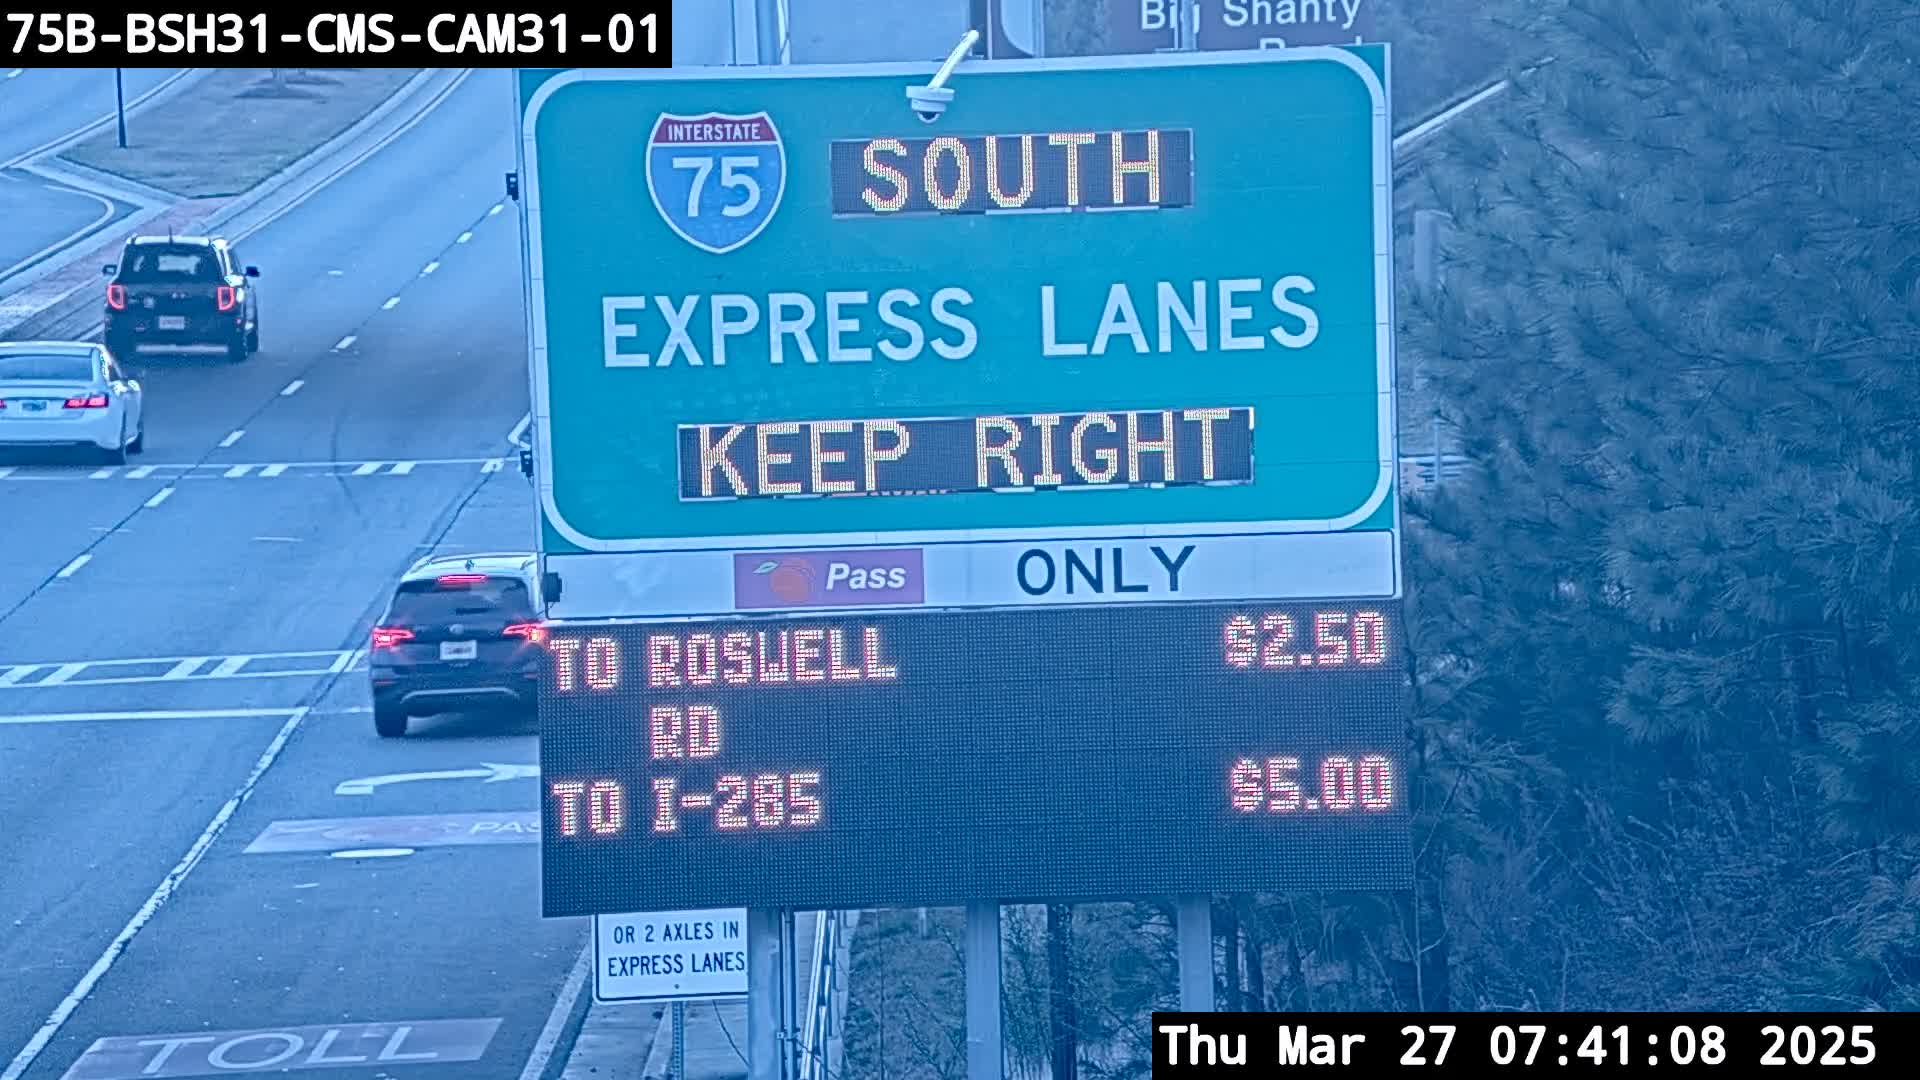 75B-BSH31-CMS-CAM31-01
Big Shanty
INTERSTATE
75
SOUTH
EXPRESS LANES
KEEP RIGHT
Pass ONLY
TO ROSWELL $2.50
RD
TO I-285 $5.00
OR 2 AXLES IN
EXPRESS LANES
TOLL
Thu Mar 27 07:41:08 2025